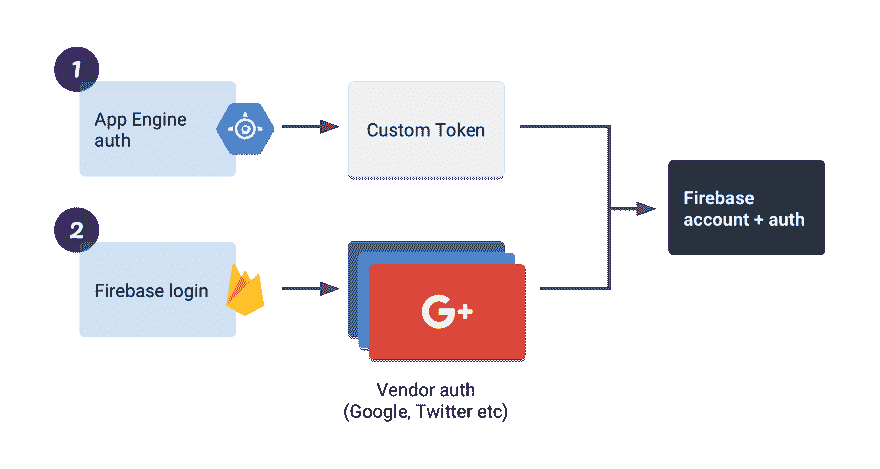 1
App Engine
auth
Custom Token
Firebase
account + auth
2
Firebase login
G+
Vendor auth
(Google, Twitter etc)